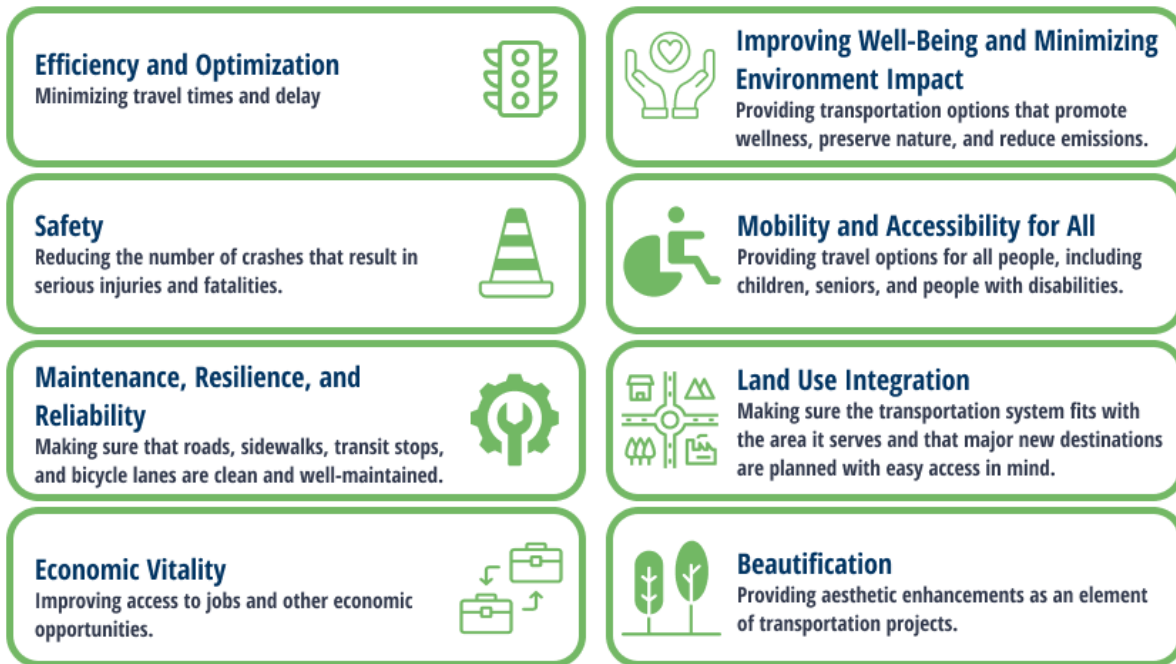 Efficiency and Optimization
Minimizing travel times and delay
Improving Well-Being and Minimizing
Environment Impact
Providing transportation options that promote
wellness, preserve nature, and reduce emissions.
Safety
Reducing the number of crashes that result in
serious injuries and fatalities.
Mobility and Accessibility for All
Providing travel options for all people, including
children, seniors, and people with disabilities.
Maintenance, Resilience, and
Reliability
Making sure that roads, sidewalks, transit stops,
and bicycle lanes are clean and well-maintained.
Land Use Integration
Making sure the transportation system fits with
the area it serves and that major new destinations
are planned with easy access in mind.
Economic Vitality
Improving access to jobs and other economic
opportunities.
Beautification
Providing aesthetic enhancements as an element
of transportation projects.